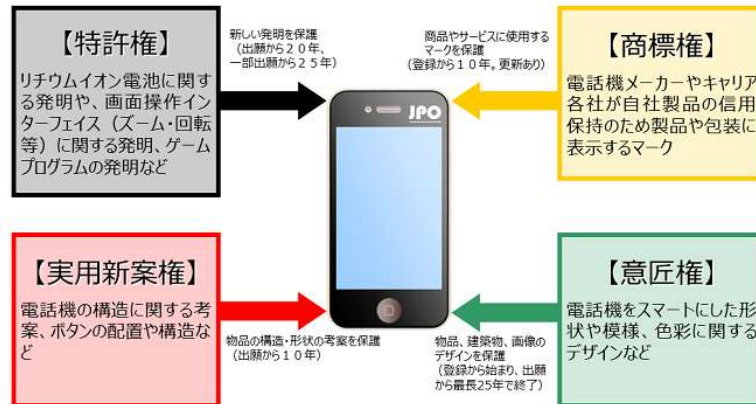 【特許権】
リチウムイオン電池に関す
る発明や、画面操作イン
ターフェイス（ズーム・回転
等）に関する発明、ゲーム
プログラムの発明など
新しい発明を保護
（出願から２０年、
一部出願から２５年）
商品やサービスに使用する
マークを保護
（登録から１０年。更新あり）
【商標権】
電話機メーカーやキャリア
各社が自社製品の信用
保持のため製品や包装に
表示するマーク
JPO
【実用新案権】
電話機の構造に関する考
案、ボタンの配置や構造な
ど
物品の構造・形状の考案を保護
（出願から１０年）
物品、建築物、画像の
デザインを保護
（登録から始まり、出願
から最長25年で終了）
【意匠権】
電話機をスマートにした形
状や模様、色彩に関する
デザインなど